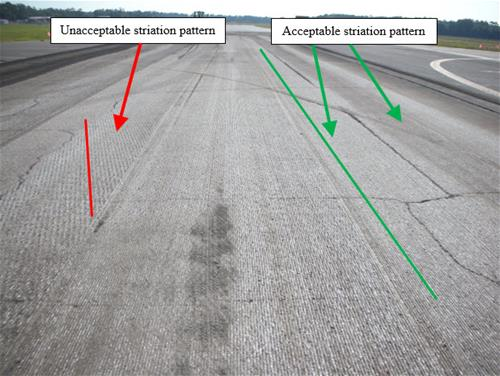 Unacceptable striation pattern
Acceptable striation pattern